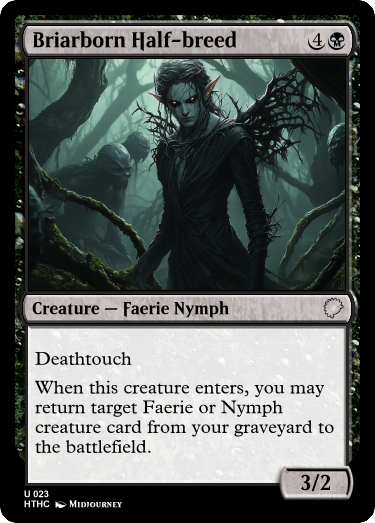 Briarborn Half-breed 4
Creature — Faerie Nymph
Deathtouch
When this creature enters, you may
return target Faerie or Nymph
creature card from your graveyard to
the battlefield.
3/2
U 023
HTHC Midjourney